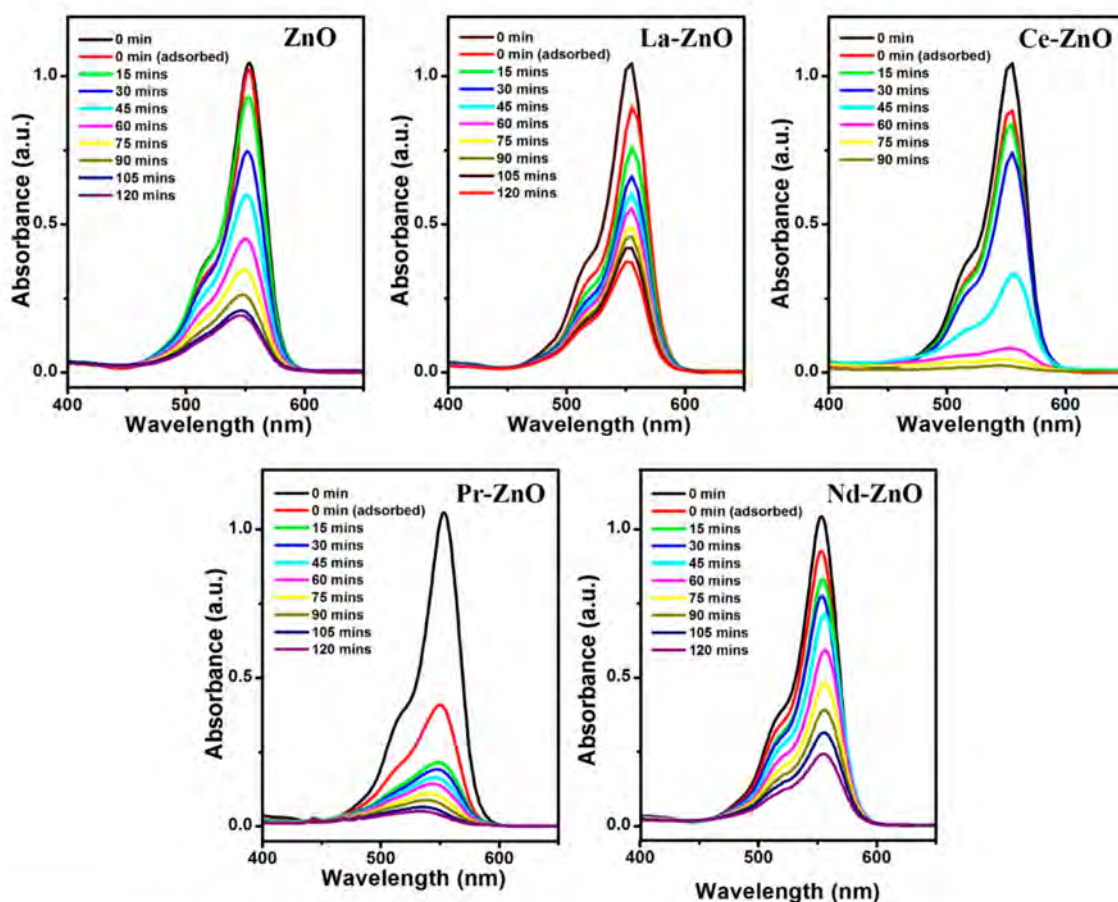 ZnO
0 min
0 min (adsorbed)
15 mins
30 mins
45 mins
60 mins
75 mins
90 mins
105 mins
120 mins
1.0
0.5
0.0
Absorbance (a.u.)
400 500 600
Wavelength (nm)
La-ZnO
0 min
0 min (adsorbed)
15 mins
30 mins
45 mins
60 mins
75 mins
90 mins
105 mins
120 mins
1.0
0.5
0.0
Absorbance (a.u.)
400 500 600
Wavelength (nm)
Ce-ZnO
0 min
0 min (adsorbed)
15 mins
30 mins
45 mins
60 mins
75 mins
90 mins
1.0
0.5
0.0
Absorbance (a.u.)
400 500 600
Wavelength (nm)
Pr-ZnO
0 min
0 min (adsorbed)
15 mins
30 mins
45 mins
60 mins
75 mins
90 mins
105 mins
120 mins
1.0
0.5
0.0
Absorbance (a.u.)
400 500 600
Wavelength (nm)
Nd-ZnO
0 min
0 min (adsorbed)
15 mins
30 mins
45 mins
60 mins
75 mins
90 mins
105 mins
120 mins
1.0
0.5
0.0
Absorbance (a.u.)
400 500 600
Wavelength (nm)